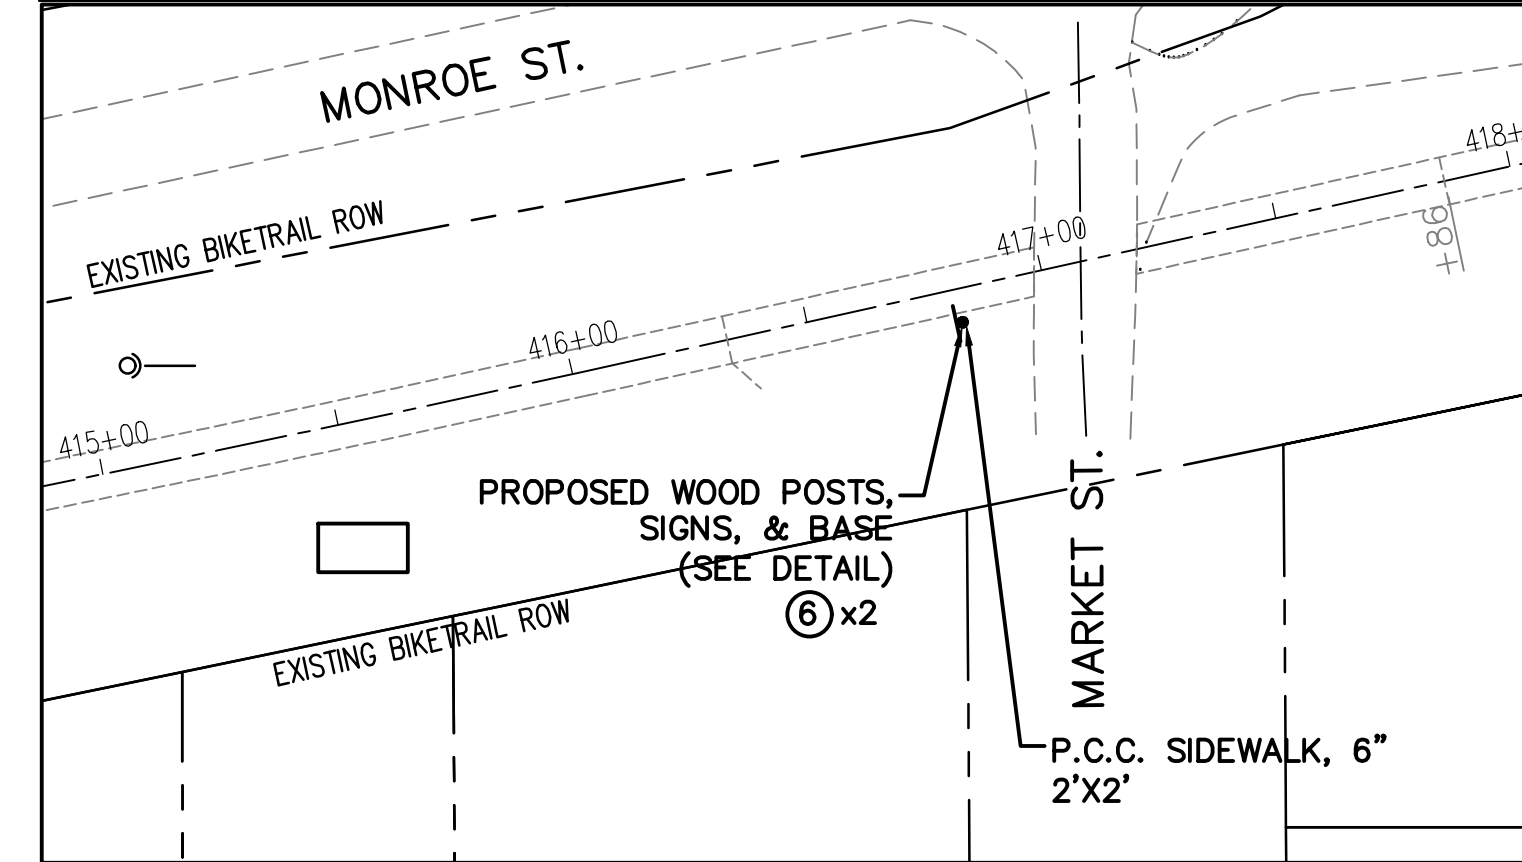 MONROE ST.
EXISTING BIKETRAIL ROW
415+00
416+00
417+00
418+
+86
PROPOSED WOOD POSTS,
SIGNS, & BASE
(SEE DETAIL)
6 x2
EXISTING BIKETRAIL ROW
MARKET ST.
P.C.C. SIDEWALK, 6"
2'X2'